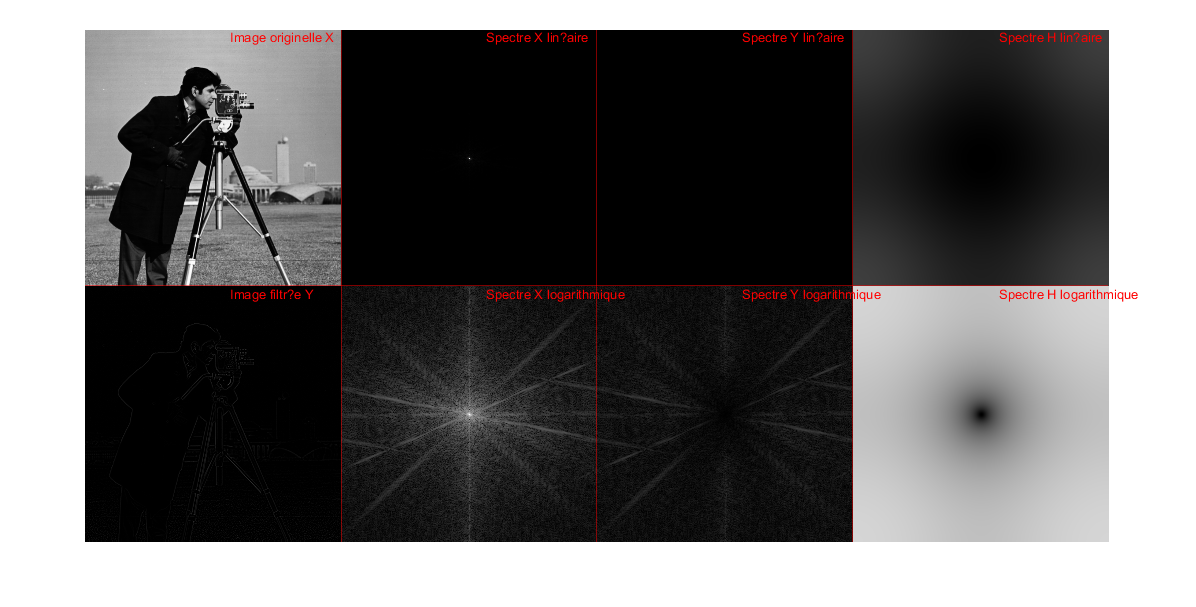 Image originelle X
Spectre X lin?aire
Spectre Y lin?aire
Spectre H lin?aire
Image filtr?e Y
Spectre X logarithmique
Spectre Y logarithmique
Spectre H logarithmique